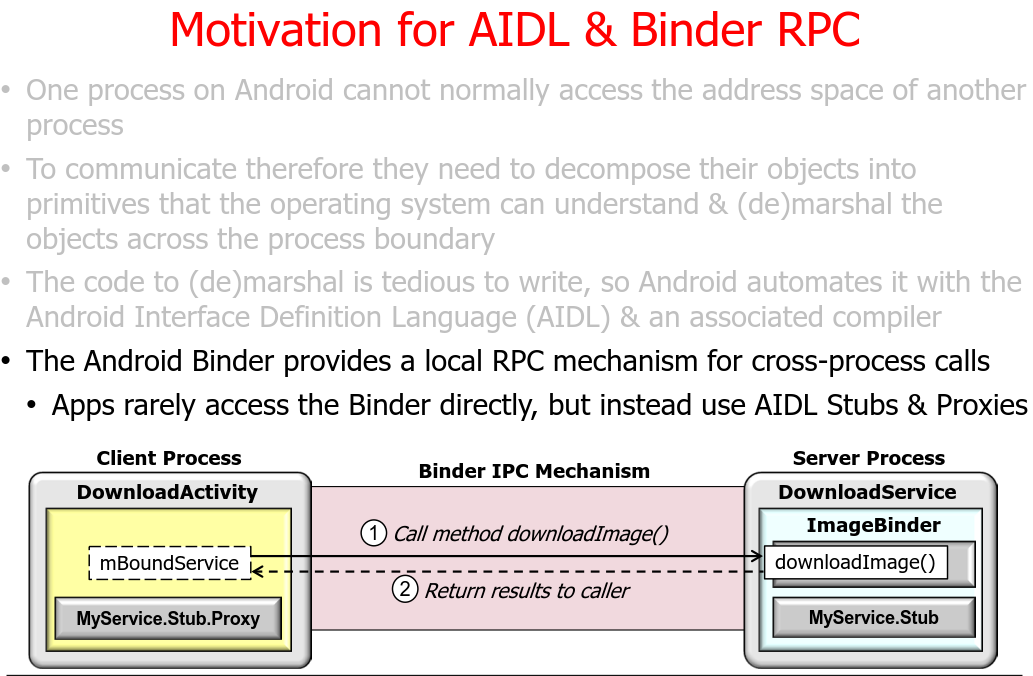 Motivation for AIDL & Binder RPC
• One process on Android cannot normally access the address space of another
process
• To communicate therefore they need to decompose their objects into
primitives that the operating system can understand & (de)marshal the
objects across the process boundary
• The code to (de)marshal is tedious to write, so Android automates it with the
Android Interface Definition Language (AIDL) & an associated compiler
• The Android Binder provides a local RPC mechanism for cross-process calls
• Apps rarely access the Binder directly, but instead use AIDL Stubs & Proxies
Client Process
DownloadActivity
mBoundService
MyService.Stub.Proxy
Binder IPC Mechanism
1 Call method downloadImage()
2 Return results to caller
Server Process
DownloadService
ImageBinder
downloadImage()
MyService.Stub